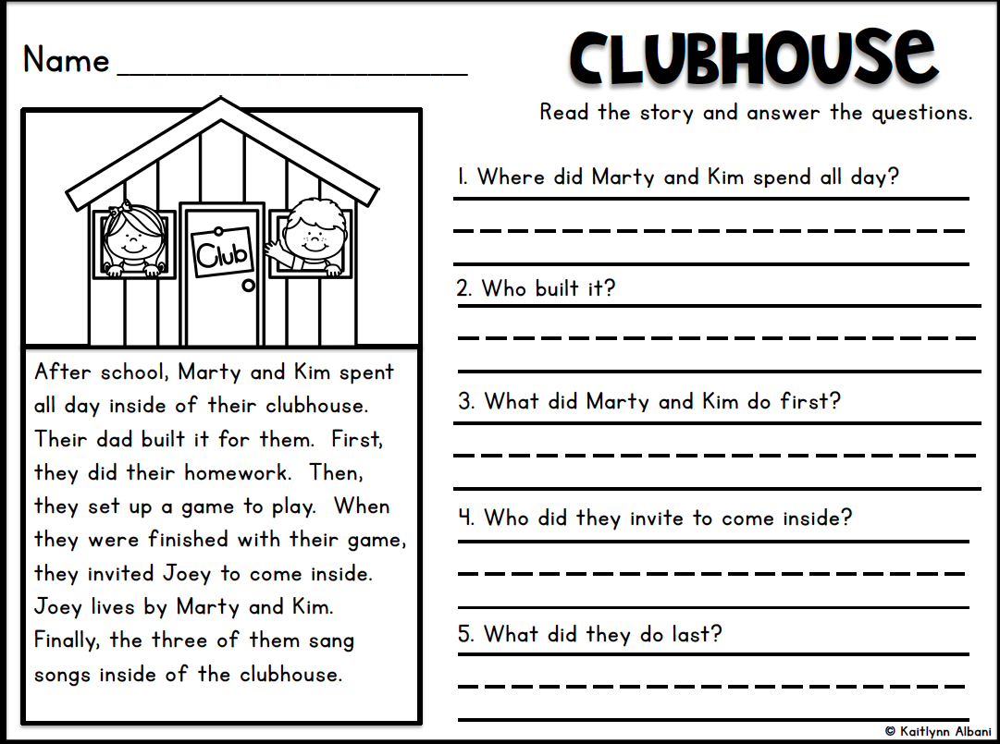 Name
CLUBHOUSE
Read the story and answer the questions.
Club
After school, Marty and Kim spent
all day inside of their clubhouse.
Their dad built it for them. First,
they did their homework. Then,
they set up a game to play. When
they were finished with their game,
they invited Joey to come inside.
Joey lives by Marty and Kim.
Finally, the three of them sang
songs inside of the clubhouse.
1. Where did Marty and Kim spend all day?
2. Who built it?
3. What did Marty and Kim do first?
4. Who did they invite to come inside?
5. What did they do last?
© Kaitlynn Albani